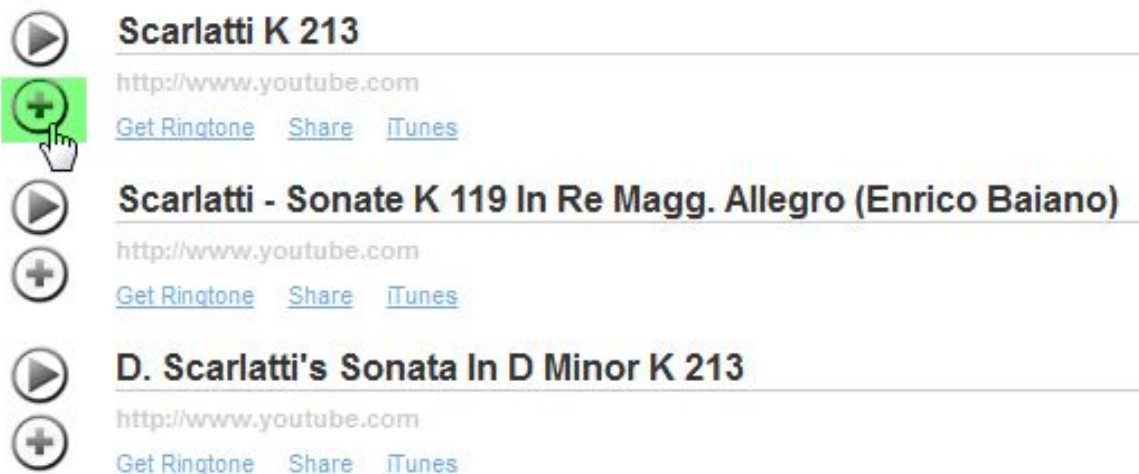 Scarlatti K 213
http://www.youtube.com
Get Ringtone Share iTunes
Scarlatti - Sonate K 119 In Re Magg. Allegro (Enrico Baiano)
http://www.youtube.com
Get Ringtone Share iTunes
D. Scarlatti's Sonata In D Minor K 213
http://www.youtube.com
Get Ringtone Share iTunes